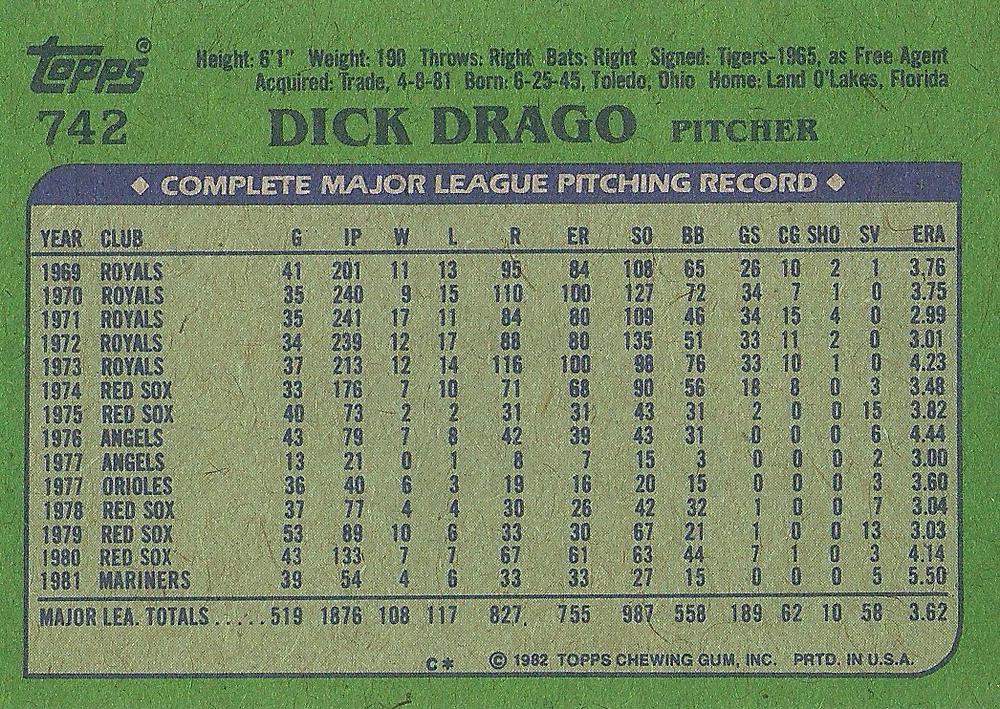 Topps®
Height: 6'1" Weight: 190 Throws: Right Bats: Right Signed: Tigers-1965, as Free Agent
Acquired: Trade, 4-8-81 Born: 6-25-45, Toledo, Ohio Home: Land O'Lakes, Florida
742 DICK DRAGO PITCHER
◆ COMPLETE MAJOR LEAGUE PITCHING RECORD ◆
YEAR CLUB G IP W L R ER SO BB GS CG SHO SV ERA
1969 ROYALS 41 201 11 13 95 84 108 65 26 10 2 1 3.76
1970 ROYALS 35 240 9 15 110 100 127 72 34 7 1 0 3.75
1971 ROYALS 35 241 17 11 84 80 109 46 34 15 4 0 2.99
1972 ROYALS 34 239 12 17 88 80 135 51 33 11 2 0 3.01
1973 ROYALS 37 213 12 14 116 100 98 76 33 10 1 0 4.23
1974 RED SOX 33 176 7 10 71 68 90 56 18 8 0 3 3.48
1975 RED SOX 40 73 2 2 31 31 43 31 2 0 0 15 3.82
1976 ANGELS 43 79 7 8 42 39 43 31 0 0 0 6 4.44
1977 ANGELS 13 21 0 1 8 7 15 3 0 0 0 2 3.00
1977 ORIOLES 36 40 6 3 19 16 20 15 0 0 0 3 3.60
1978 RED SOX 37 77 4 4 30 26 42 32 1 0 0 7 3.04
1979 RED SOX 53 89 10 6 33 30 67 21 1 0 0 13 3.03
1980 RED SOX 43 133 7 7 67 61 63 44 7 1 0 3 4.14
1981 MARINERS 39 54 4 6 33 33 27 15 0 0 0 5 5.50
MAJOR LEA. TOTALS.....519 1876 108 117 827 755 987 558 189 62 10 58 3.62
C* © 1982 TOPPS CHEWING GUM, INC. PRTD. IN U.S.A.